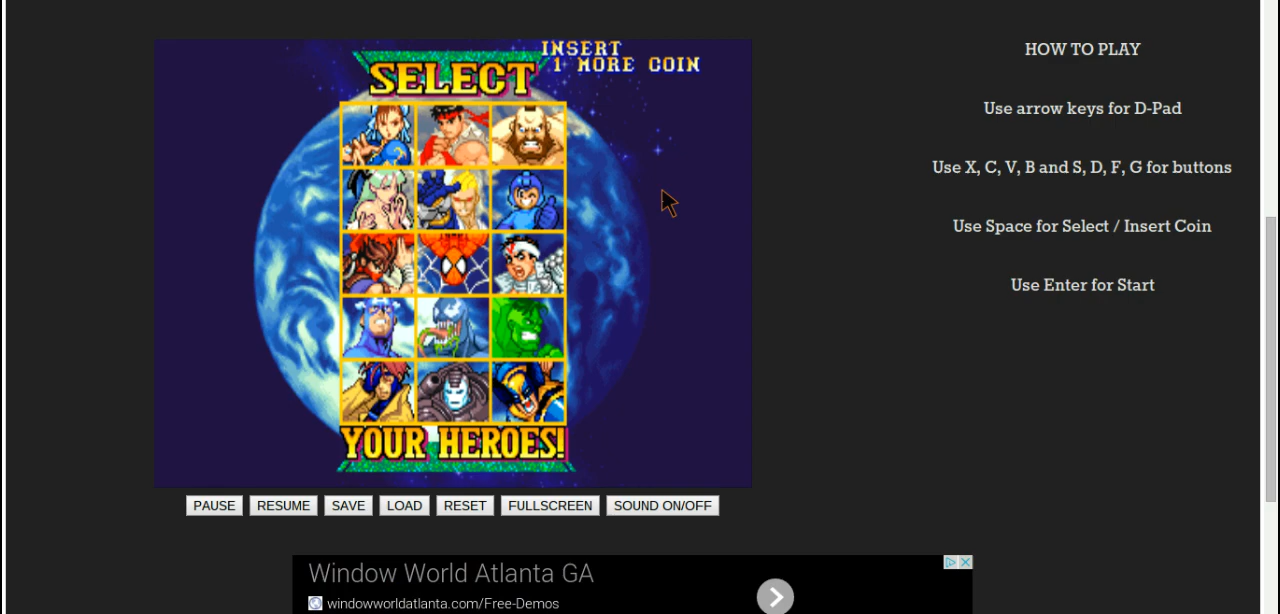 INSERT
1 MORE COIN
SELECT
YOUR HEROES!
PAUSE
RESUME
SAVE
LOAD
RESET
FULLSCREEN
SOUND ON/OFF
HOW TO PLAY
Use arrow keys for D-Pad
Use X, C, V, B and S, D, F, G for buttons
Use Space for Select / Insert Coin
Use Enter for Start
Window World Atlanta GA
windowworldatlanta.com/Free-Demos